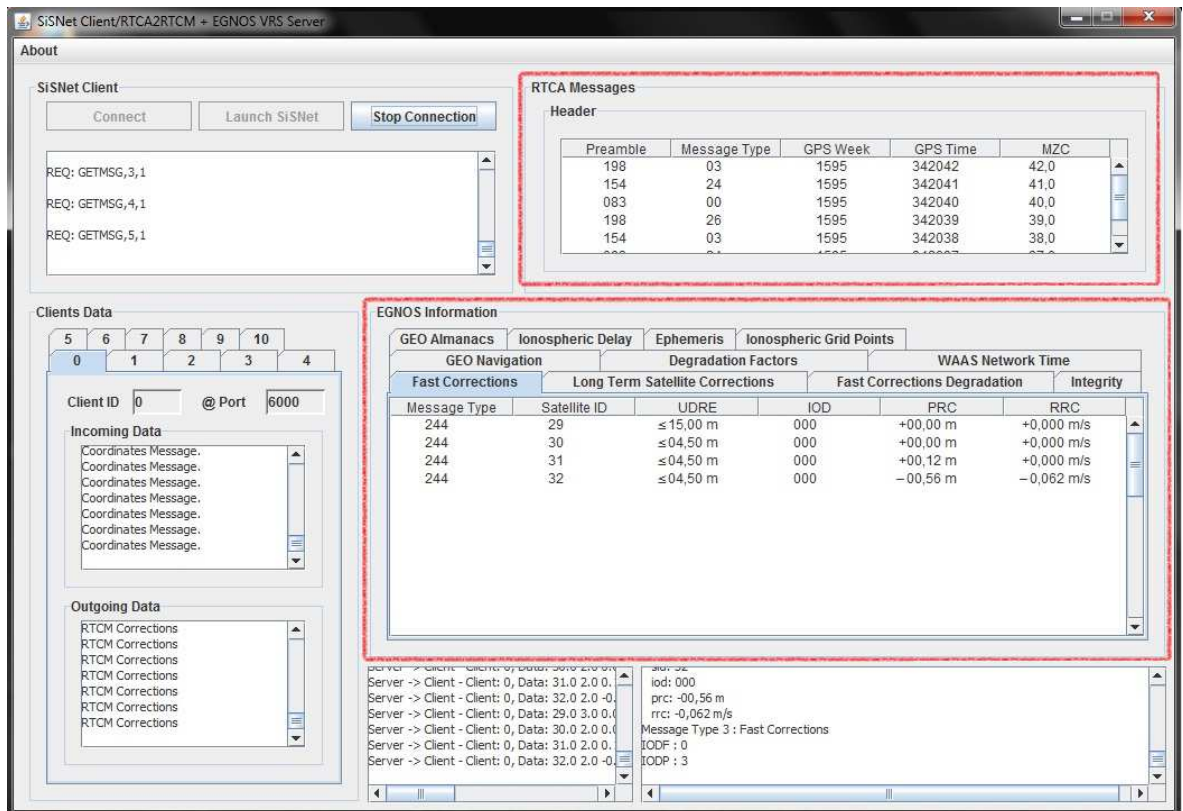 SiSNet Client/RTCA2RTCM + EGNOS VRS Server
About
SiSNet Client
Connect
Launch SiSNet
Stop Connection
REQ: GETMSG,3,1
REQ: GETMSG,4,1
REQ: GETMSG,5,1
RTCA Messages
Header
Preamble Message Type GPS Week GPS Time MZC
198 03 1595 342042 42,0
154 24 1595 342041 41,0
083 00 1595 342040 40,0
198 26 1595 342039 39,0
154 03 1595 342038 38,0
Clients Data
5 6 7 8 9 10
0 1 2 3 4
Client ID 0 @ Port 6000
Incoming Data
Coordinates Message.
Coordinates Message.
Coordinates Message.
Coordinates Message.
Coordinates Message.
Coordinates Message.
Coordinates Message.
Outgoing Data
RTCM Corrections
RTCM Corrections
RTCM Corrections
RTCM Corrections
RTCM Corrections
RTCM Corrections
RTCM Corrections
EGNOS Information
GEO Almanacs Ionospheric Delay Ephemeris Ionospheric Grid Points
GEO Navigation Degradation Factors WAAS Network Time
Fast Corrections Long Term Satellite Corrections Fast Corrections Degradation Integrity
Message Type Satellite ID UDRE IOD PRC RRC
244 29 ≤15,00 m 000 +00,00 m +0,000 m/s
244 30 ≤04,50 m 000 +00,00 m +0,000 m/s
244 31 ≤04,50 m 000 +00,12 m +0,000 m/s
244 32 ≤04,50 m 000 −00,56 m −0,062 m/s
Server -> Client - Client: 0, Data: 30.0 2.0 0.
Server -> Client - Client: 0, Data: 31.0 2.0 0.
Server -> Client - Client: 0, Data: 32.0 2.0 -0.
Server -> Client - Client: 0, Data: 29.0 3.0 0.
Server -> Client - Client: 0, Data: 30.0 2.0 0.
Server -> Client - Client: 0, Data: 31.0 2.0 0.
Server -> Client - Client: 0, Data: 32.0 2.0 -0.
sid: 32
iod: 000
prc: -00,56 m
rrc: -0,062 m/s
Message Type 3 : Fast Corrections
IODF : 0
IODP : 3